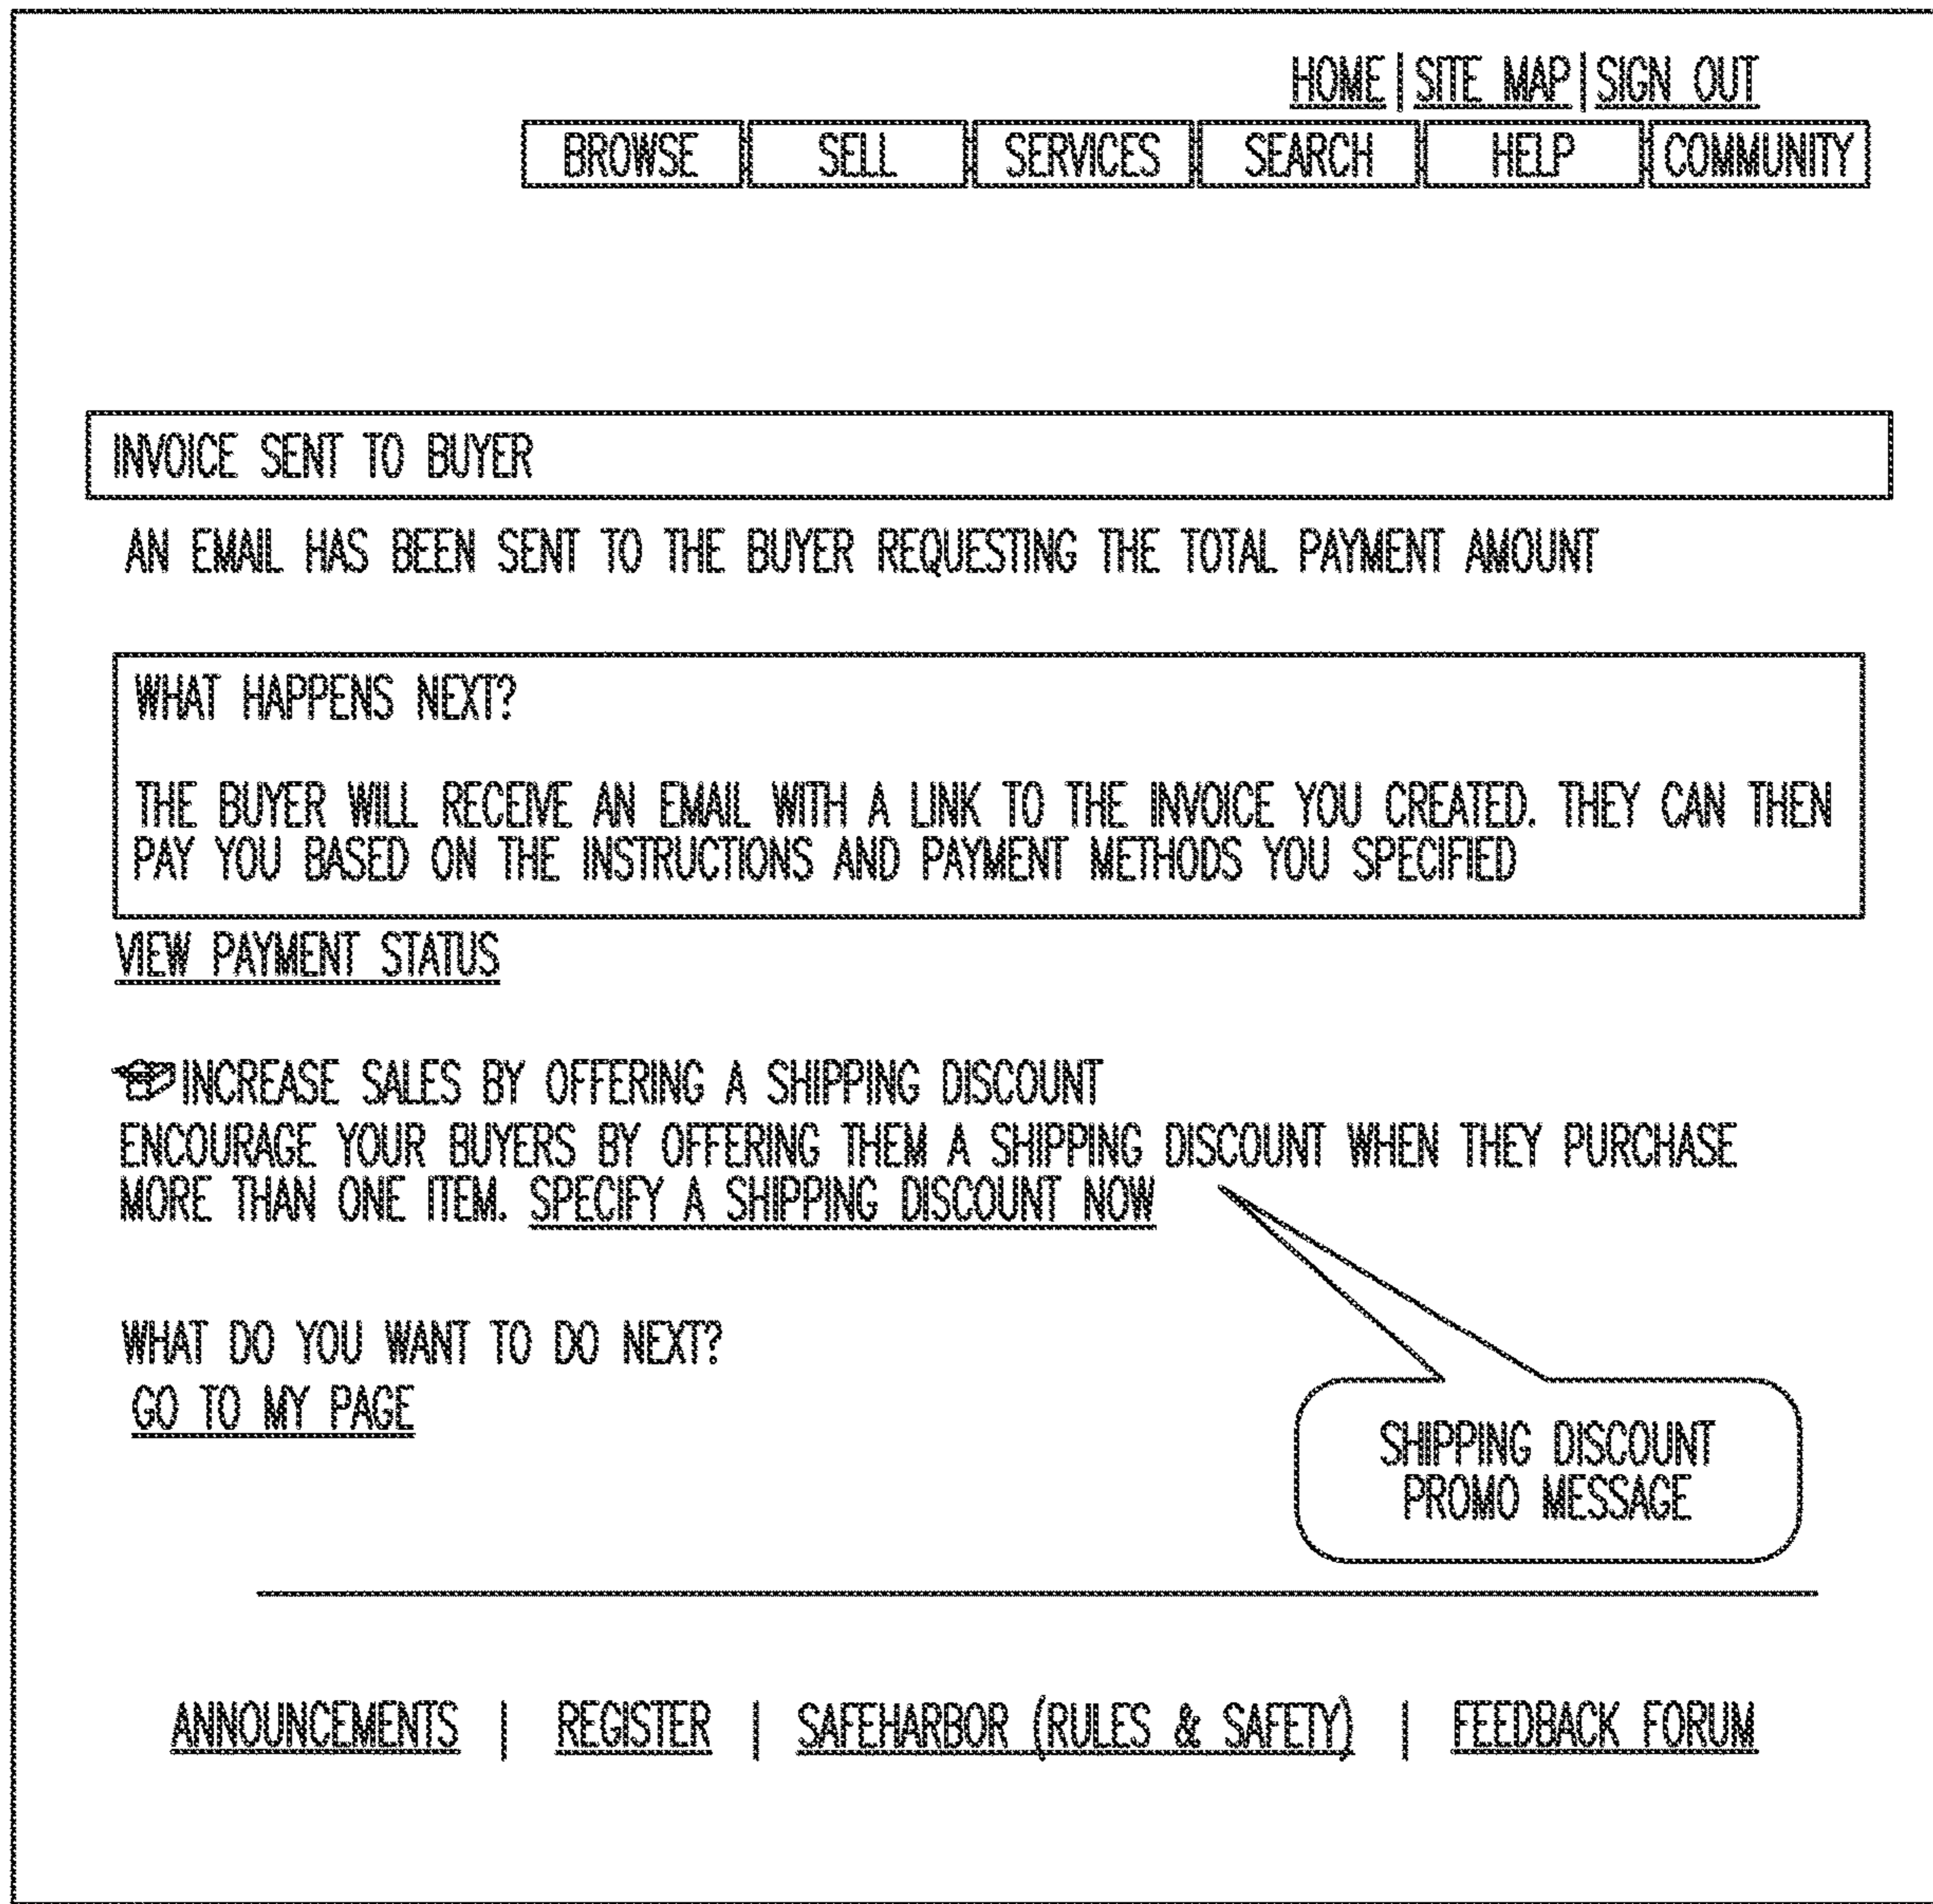 HOME | SITE MAP | SIGN OUT
BROWSE SELL SERVICES SEARCH HELP COMMUNITY
INVOICE SENT TO BUYER
AN EMAIL HAS BEEN SENT TO THE BUYER REQUESTING THE TOTAL PAYMENT AMOUNT
WHAT HAPPENS NEXT?
THE BUYER WILL RECEIVE AN EMAIL WITH A LINK TO THE INVOICE YOU CREATED. THEY CAN THEN
PAY YOU BASED ON THE INSTRUCTIONS AND PAYMENT METHODS YOU SPECIFIED
VIEW PAYMENT STATUS
INCREASE SALES BY OFFERING A SHIPPING DISCOUNT
ENCOURAGE YOUR BUYERS BY OFFERING THEM A SHIPPING DISCOUNT WHEN THEY PURCHASE
MORE THAN ONE ITEM. SPECIFY A SHIPPING DISCOUNT NOW
WHAT DO YOU WANT TO DO NEXT?
GO TO MY PAGE
SHIPPING DISCOUNT
PROMO MESSAGE
ANNOUNCEMENTS | REGISTER | SAFEHARBOR (RULES & SAFETY) | FEEDBACK FORUM